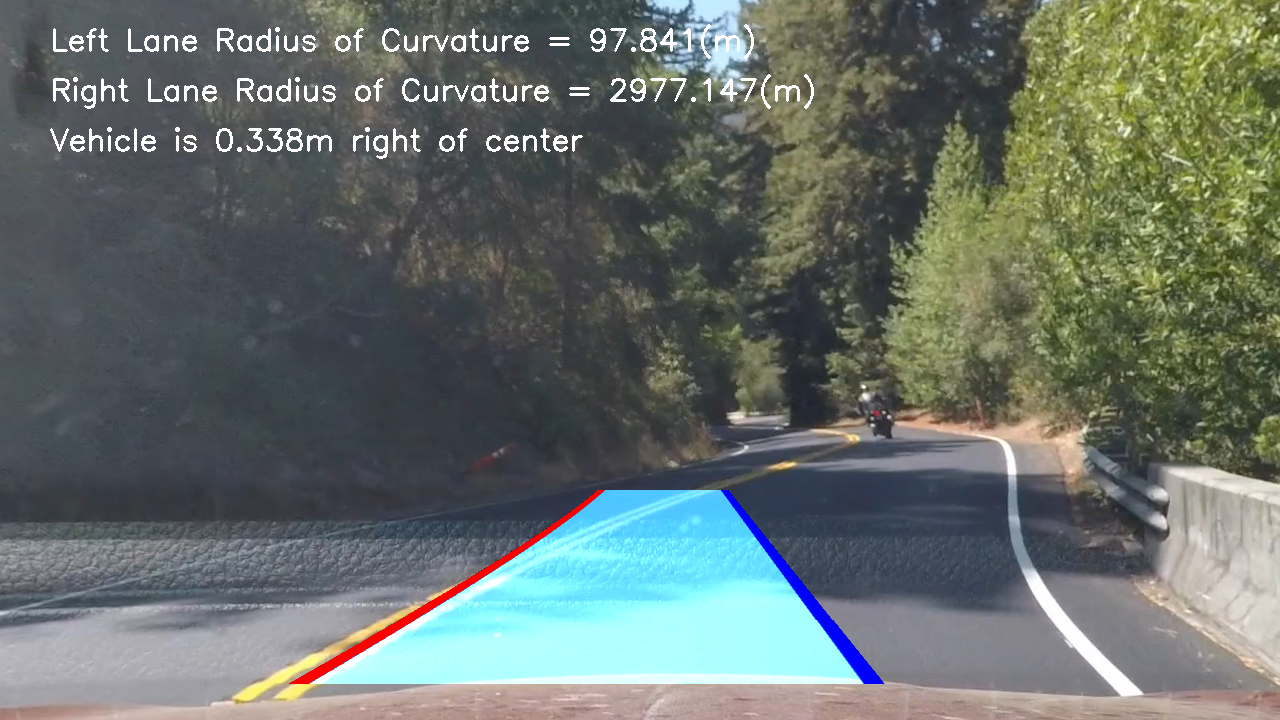 Left Lane Radius of Curvature = 97.841(m)
Right Lane Radius of Curvature = 2977.147(m)
Vehicle is 0.338m right of center